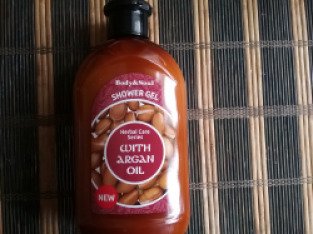 Body&Soul
SHOWER GEL
Herbal Care
Series
WITH
ARGAN
OIL
NEW